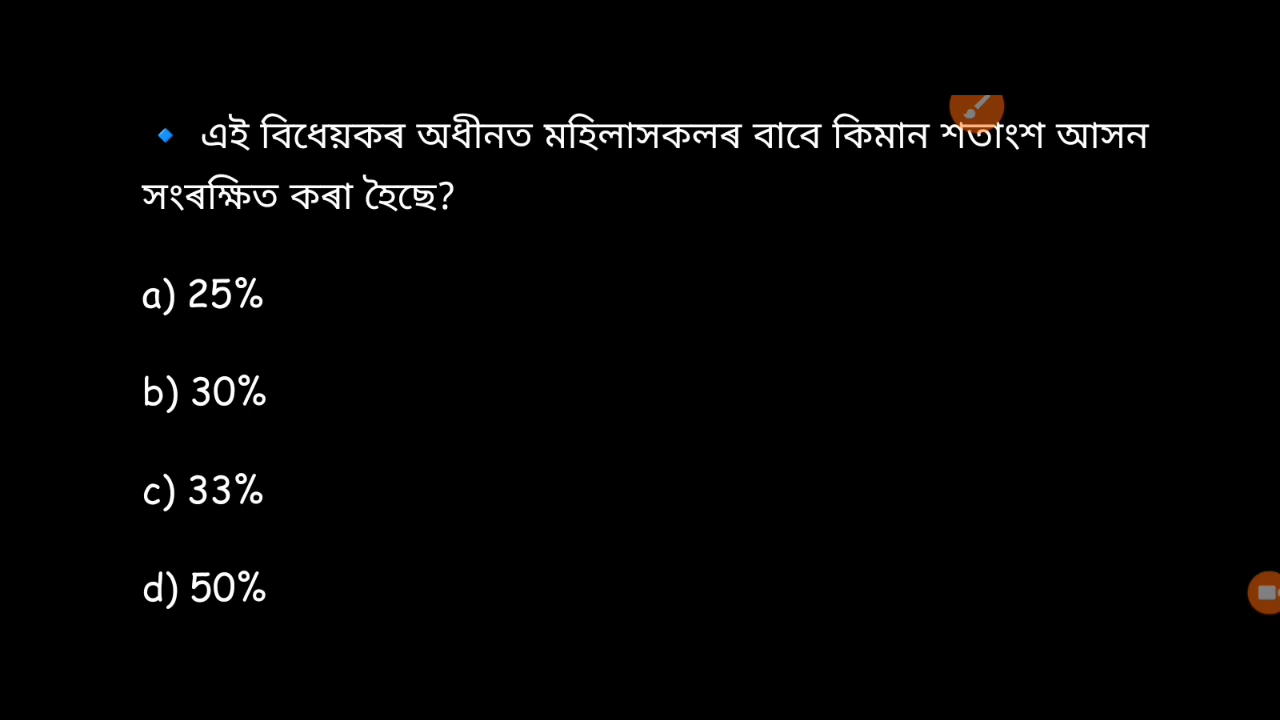 🔹 এই বিধেয়কৰ অধীনত মহিলাসকলৰ বাবে কিমান শতাংশ আসন
সংৰক্ষিত কৰা হৈছে?
a) 25%
b) 30%
c) 33%
d) 50%